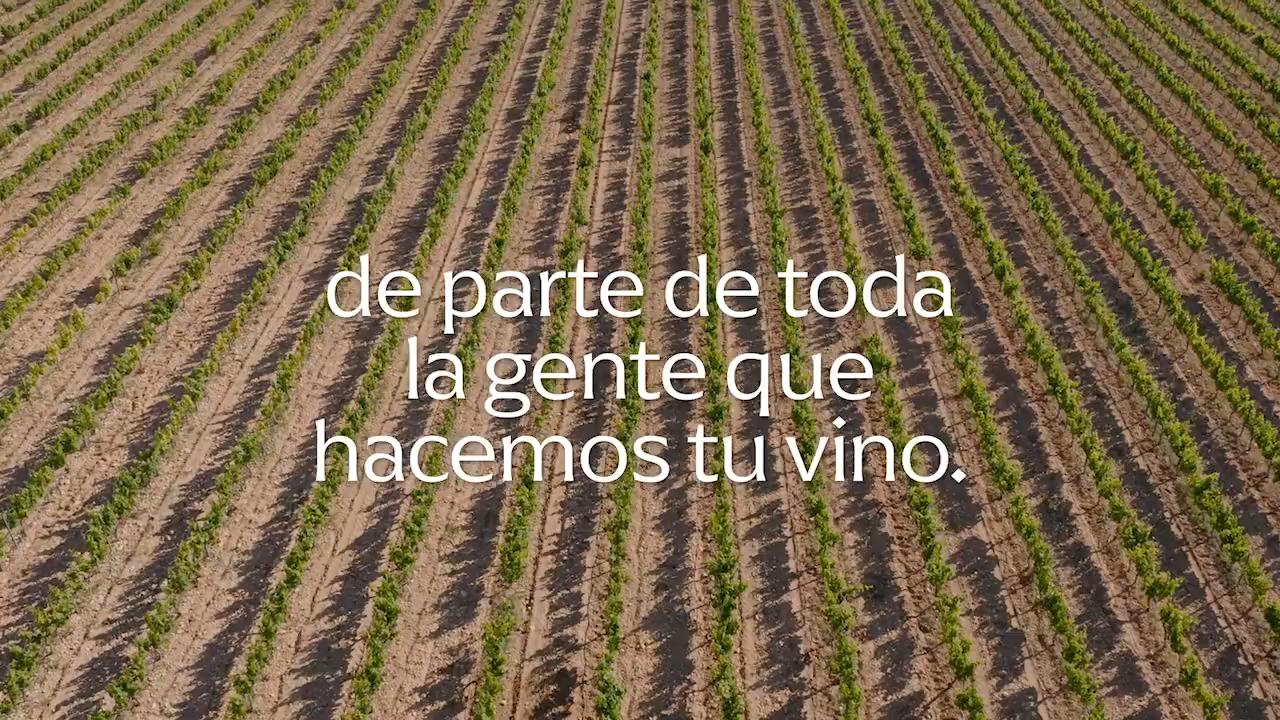 de parte de toda
la gente que
hacemos tu vino.